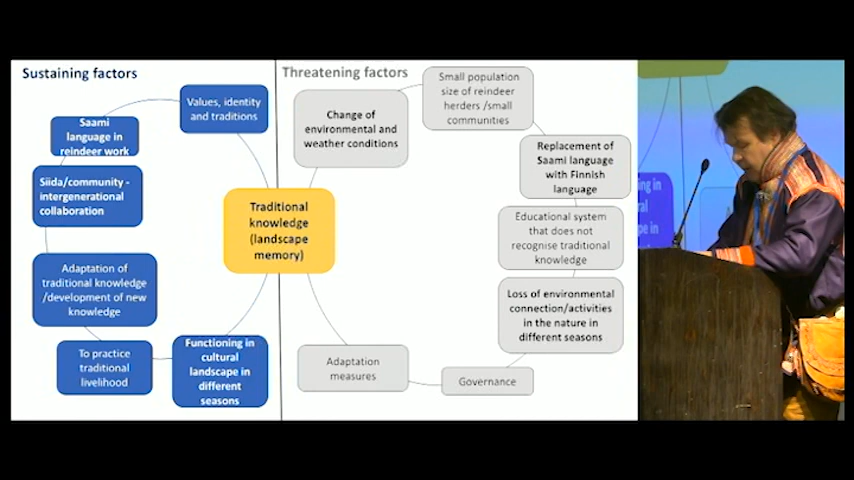 Sustaining factors
Values, identity
and traditions
Saami
language in
reindeer work
Siida/community -
intergenerational
collaboration
Adaptation of
traditional knowledge
/development of new
knowledge
To practice
traditional
livelihood
Functioning in
cultural
landscape in
different
seasons
Traditional
knowledge
(landscape
memory)
Threatening factors
Small population
size of reindeer
herders /small
communities
Change of
environmental and
weather conditions
Replacement of
Saami language
with Finnish
language
Educational system
that does not
recognise traditional
knowledge
Loss of environmental
connection/activities
in the nature in
different seasons
Governance
Adaptation
measures